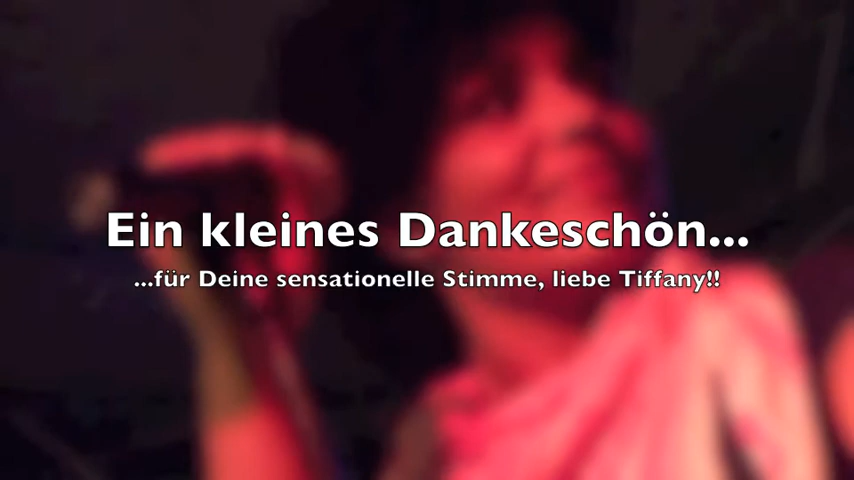 Ein kleines Dankeschön...
...für Deine sensationelle Stimme, liebe Tiffany!!